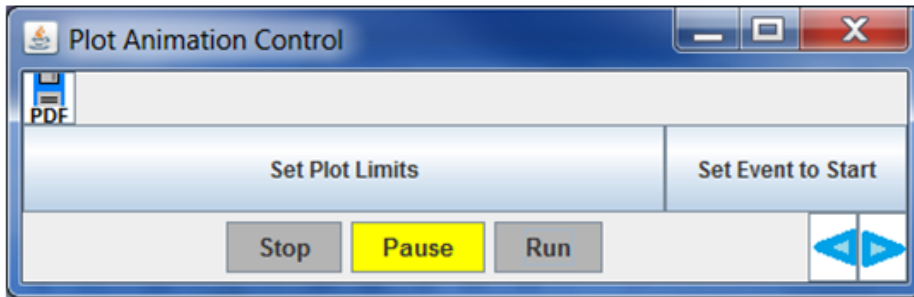 Plot Animation Control
PDF
Set Plot Limits Set Event to Start
Stop Pause Run